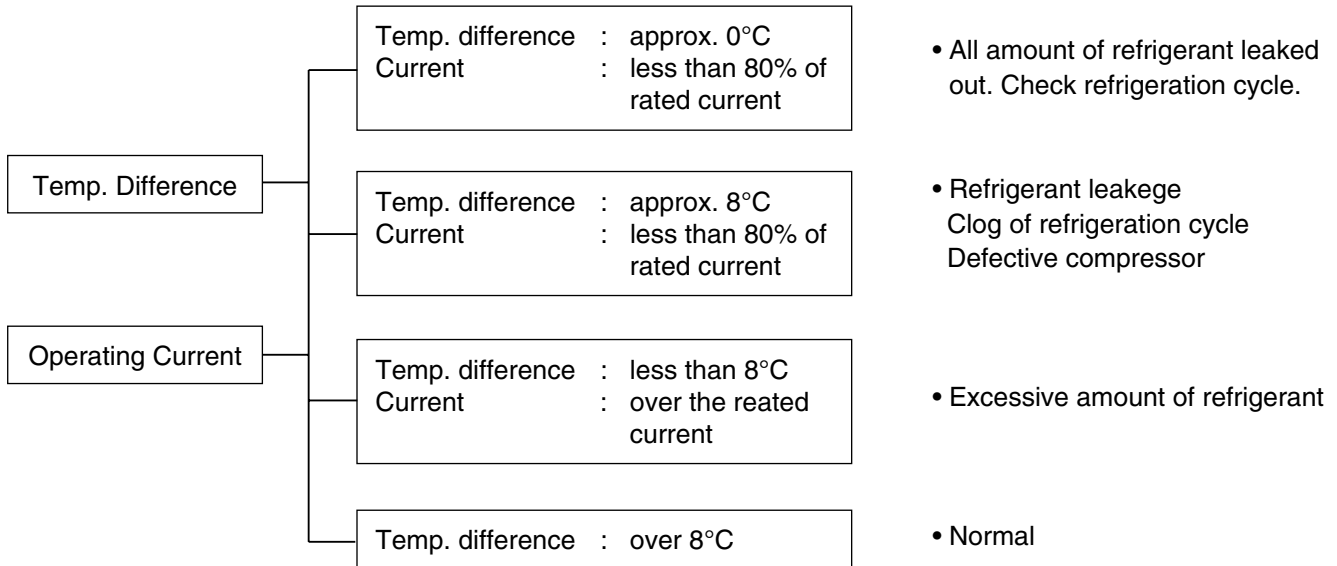 Temp. difference : approx. 0°C
Current : less than 80% of
rated current
• All amount of refrigerant leaked
out. Check refrigeration cycle.
Temp. Difference
Temp. difference : approx. 8°C
Current : less than 80% of
rated current
• Refrigerant leakege
Clog of refrigeration cycle
Defective compressor
Operating Current
Temp. difference : less than 8°C
Current : over the reated
current
• Excessive amount of refrigerant
Temp. difference : over 8°C
• Normal